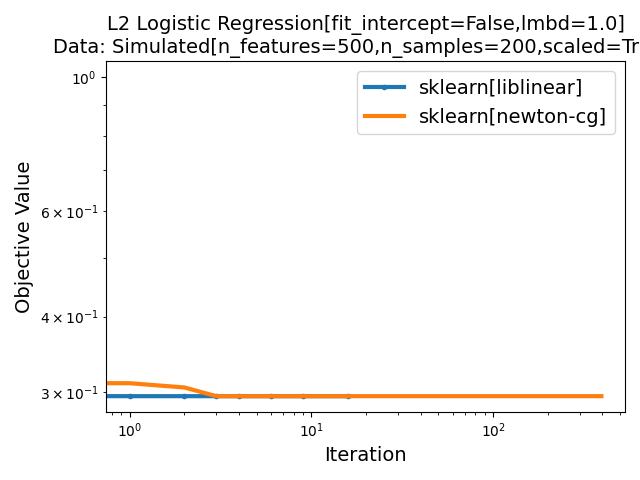 L2 Logistic Regression[fit_intercept=False,lmbd=1.0]
Data: Simulated[n_features=500,n_samples=200,scaled=Tr
sklearn[liblinear]
sklearn[newton-cg]
Objective Value
10⁰
6 × 10⁻¹
4 × 10⁻¹
3 × 10⁻¹
10⁰ 10¹ 10²
Iteration